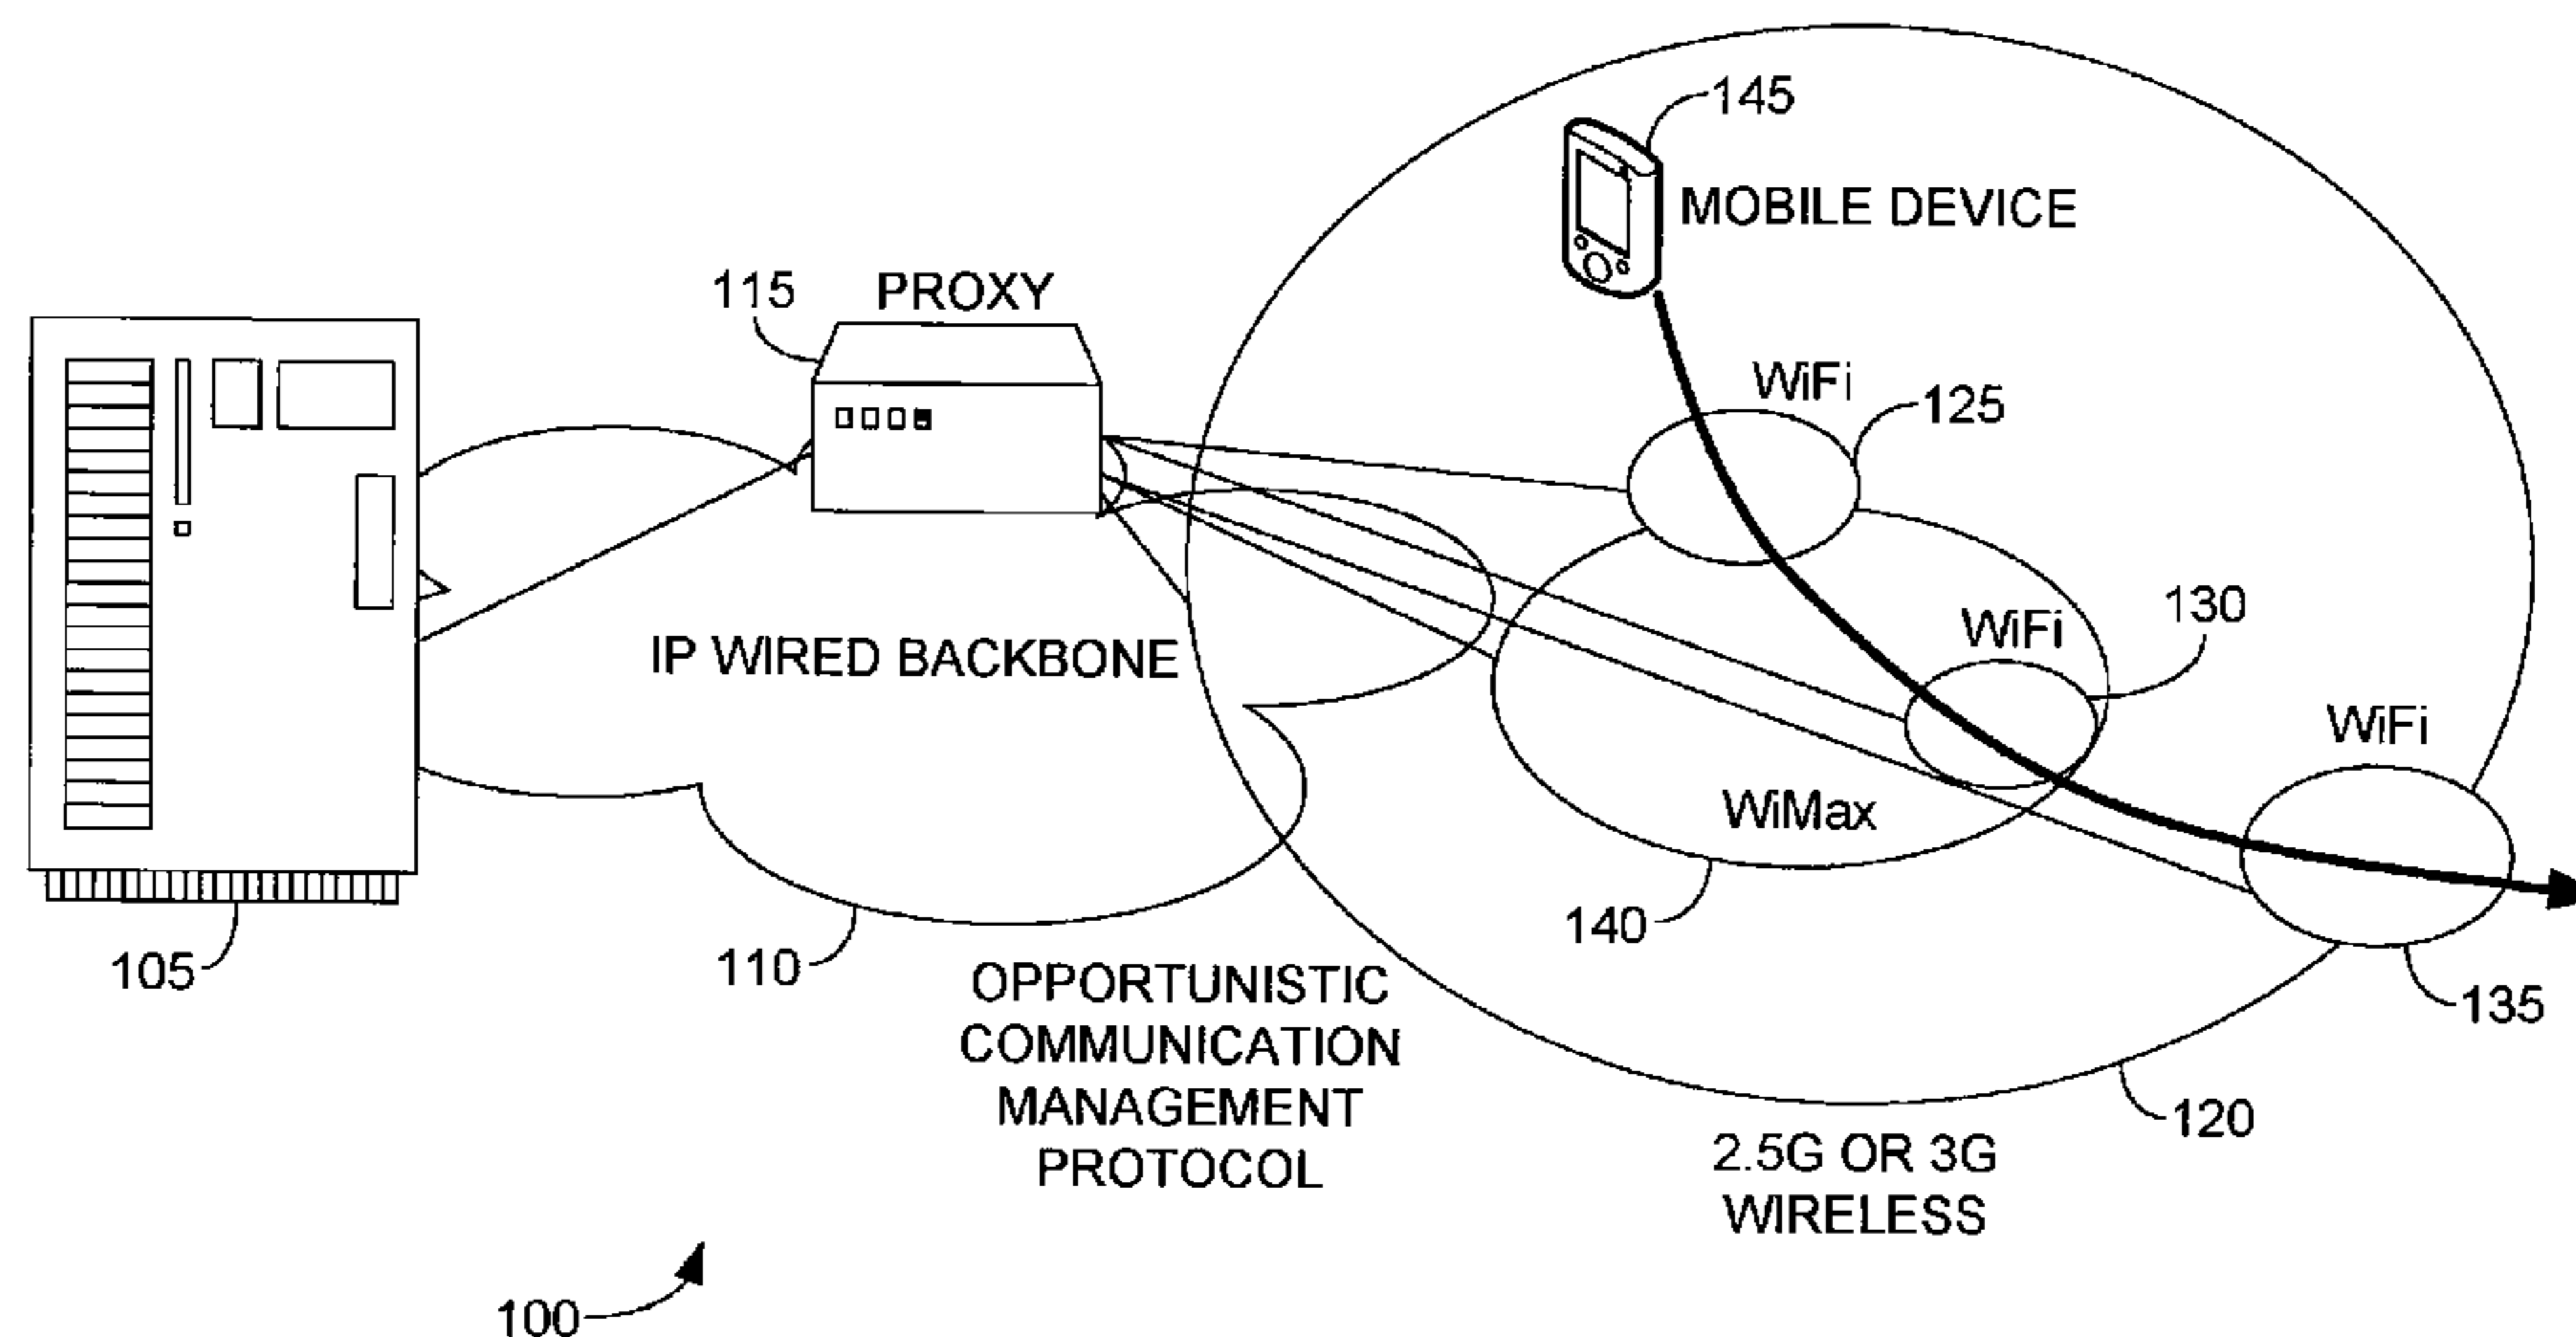 145
MOBILE DEVICE
115
PROXY
WiFi
125
IP WIRED BACKBONE
WiFi
130
WiFi
WiMax
105
110
140
135
OPPORTUNISTIC
COMMUNICATION
MANAGEMENT
PROTOCOL
120
2.5G OR 3G
WIRELESS
100